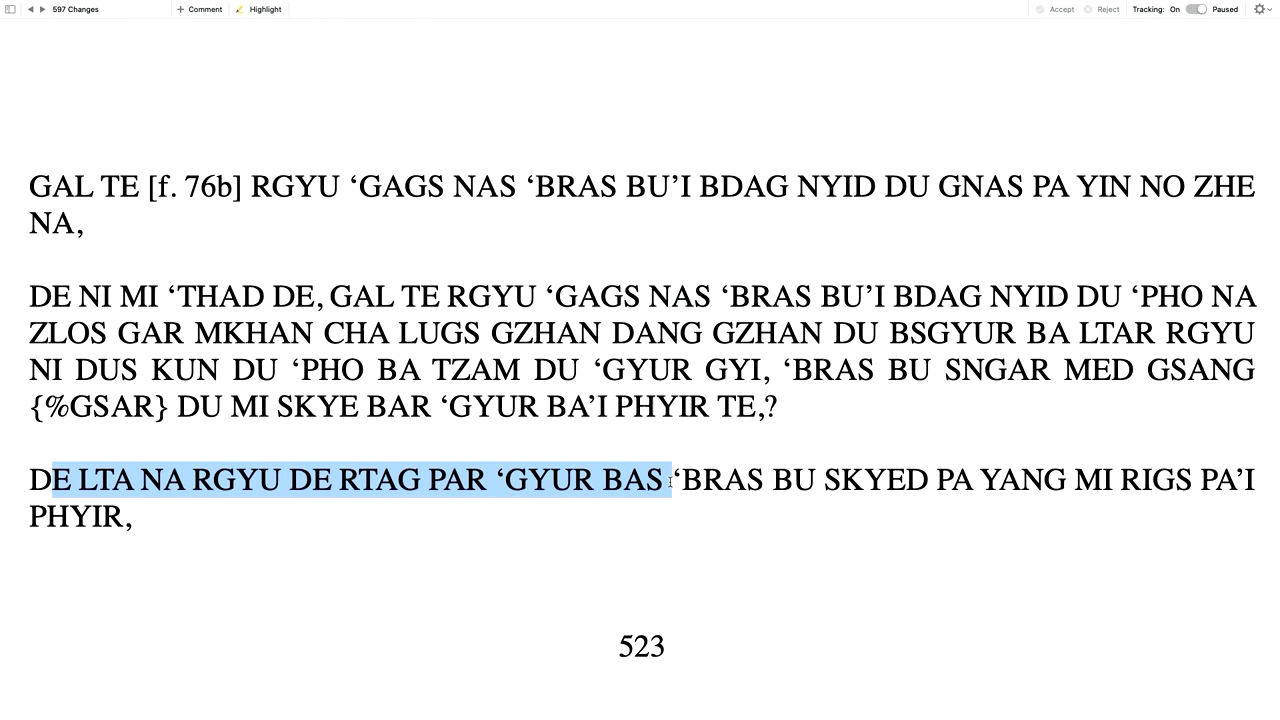 597 Changes
Comment
Highlight
Accept
Reject
Tracking: On
Paused
GAL TE [f. 76b] RGYU ‘GAGS NAS ‘BRAS BU’I BDAG NYID DU GNAS PA YIN NO ZHE
NA,
DE NI MI ‘THAD DE, GAL TE RGYU ‘GAGS NAS ‘BRAS BU’I BDAG NYID DU ‘PHO NA
ZLOS GAR MKHAN CHA LUGS GZHAN DANG GZHAN DU BSGYUR BA LTAR RGYU
NI DUS KUN DU ‘PHO BA TZAM DU ‘GYUR GYI, ‘BRAS BU SNGAR MED GSANG
{%GSAR} DU MI SKYE BAR ‘GYUR BA’I PHYIR TE,?
DE LTA NA RGYU DE RTAG PAR ‘GYUR BAS ‘BRAS BU SKYED PA YANG MI RIGS PA’I
PHYIR,
523